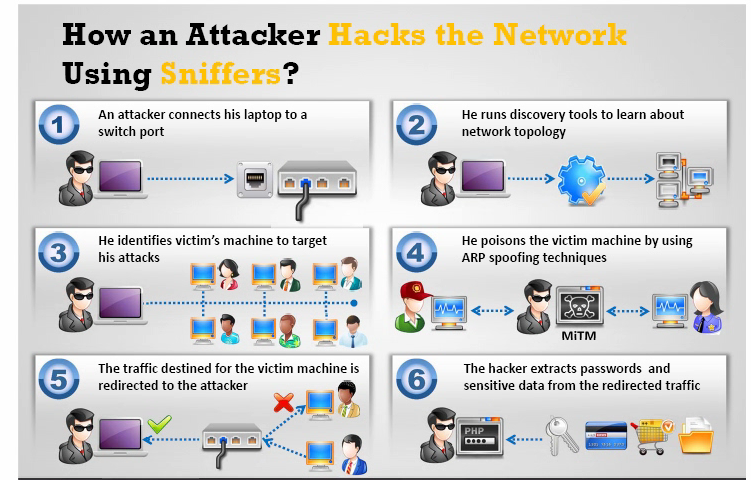 How an Attacker Hacks the Network
Using Sniffers?
1
An attacker connects his laptop to a
switch port
2
He runs discovery tools to learn about
network topology
3
He identifies victim's machine to target
his attacks
4
He poisons the victim machine by using
ARP spoofing techniques
MiTM
5
The traffic destined for the victim machine is
redirected to the attacker
6
The hacker extracts passwords and
sensitive data from the redirected traffic
PHP